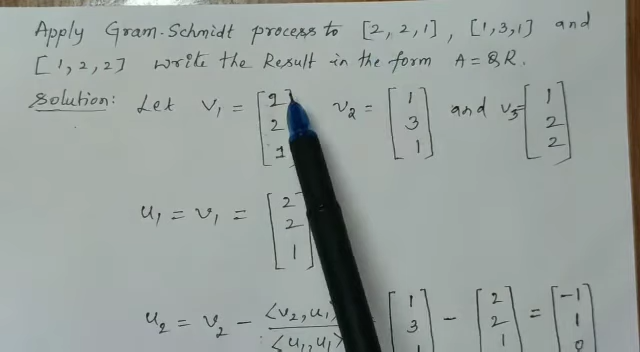 Apply Gram-Schmidt process to [2, 2, 1], [1, 3, 1] and
[1, 2, 2] write the Result in the form A = QR.
Solution: Let V₁ = [2 2 1] V₂ = [1 3 1] and V₃ = [1 2 2]
u₁ = V₁ = [2 2 1]
u₂ = V₂ - <V₂, u₁> / <u₁, u₁> [1 3 1] - [2 2 1] = [-1 1 0]